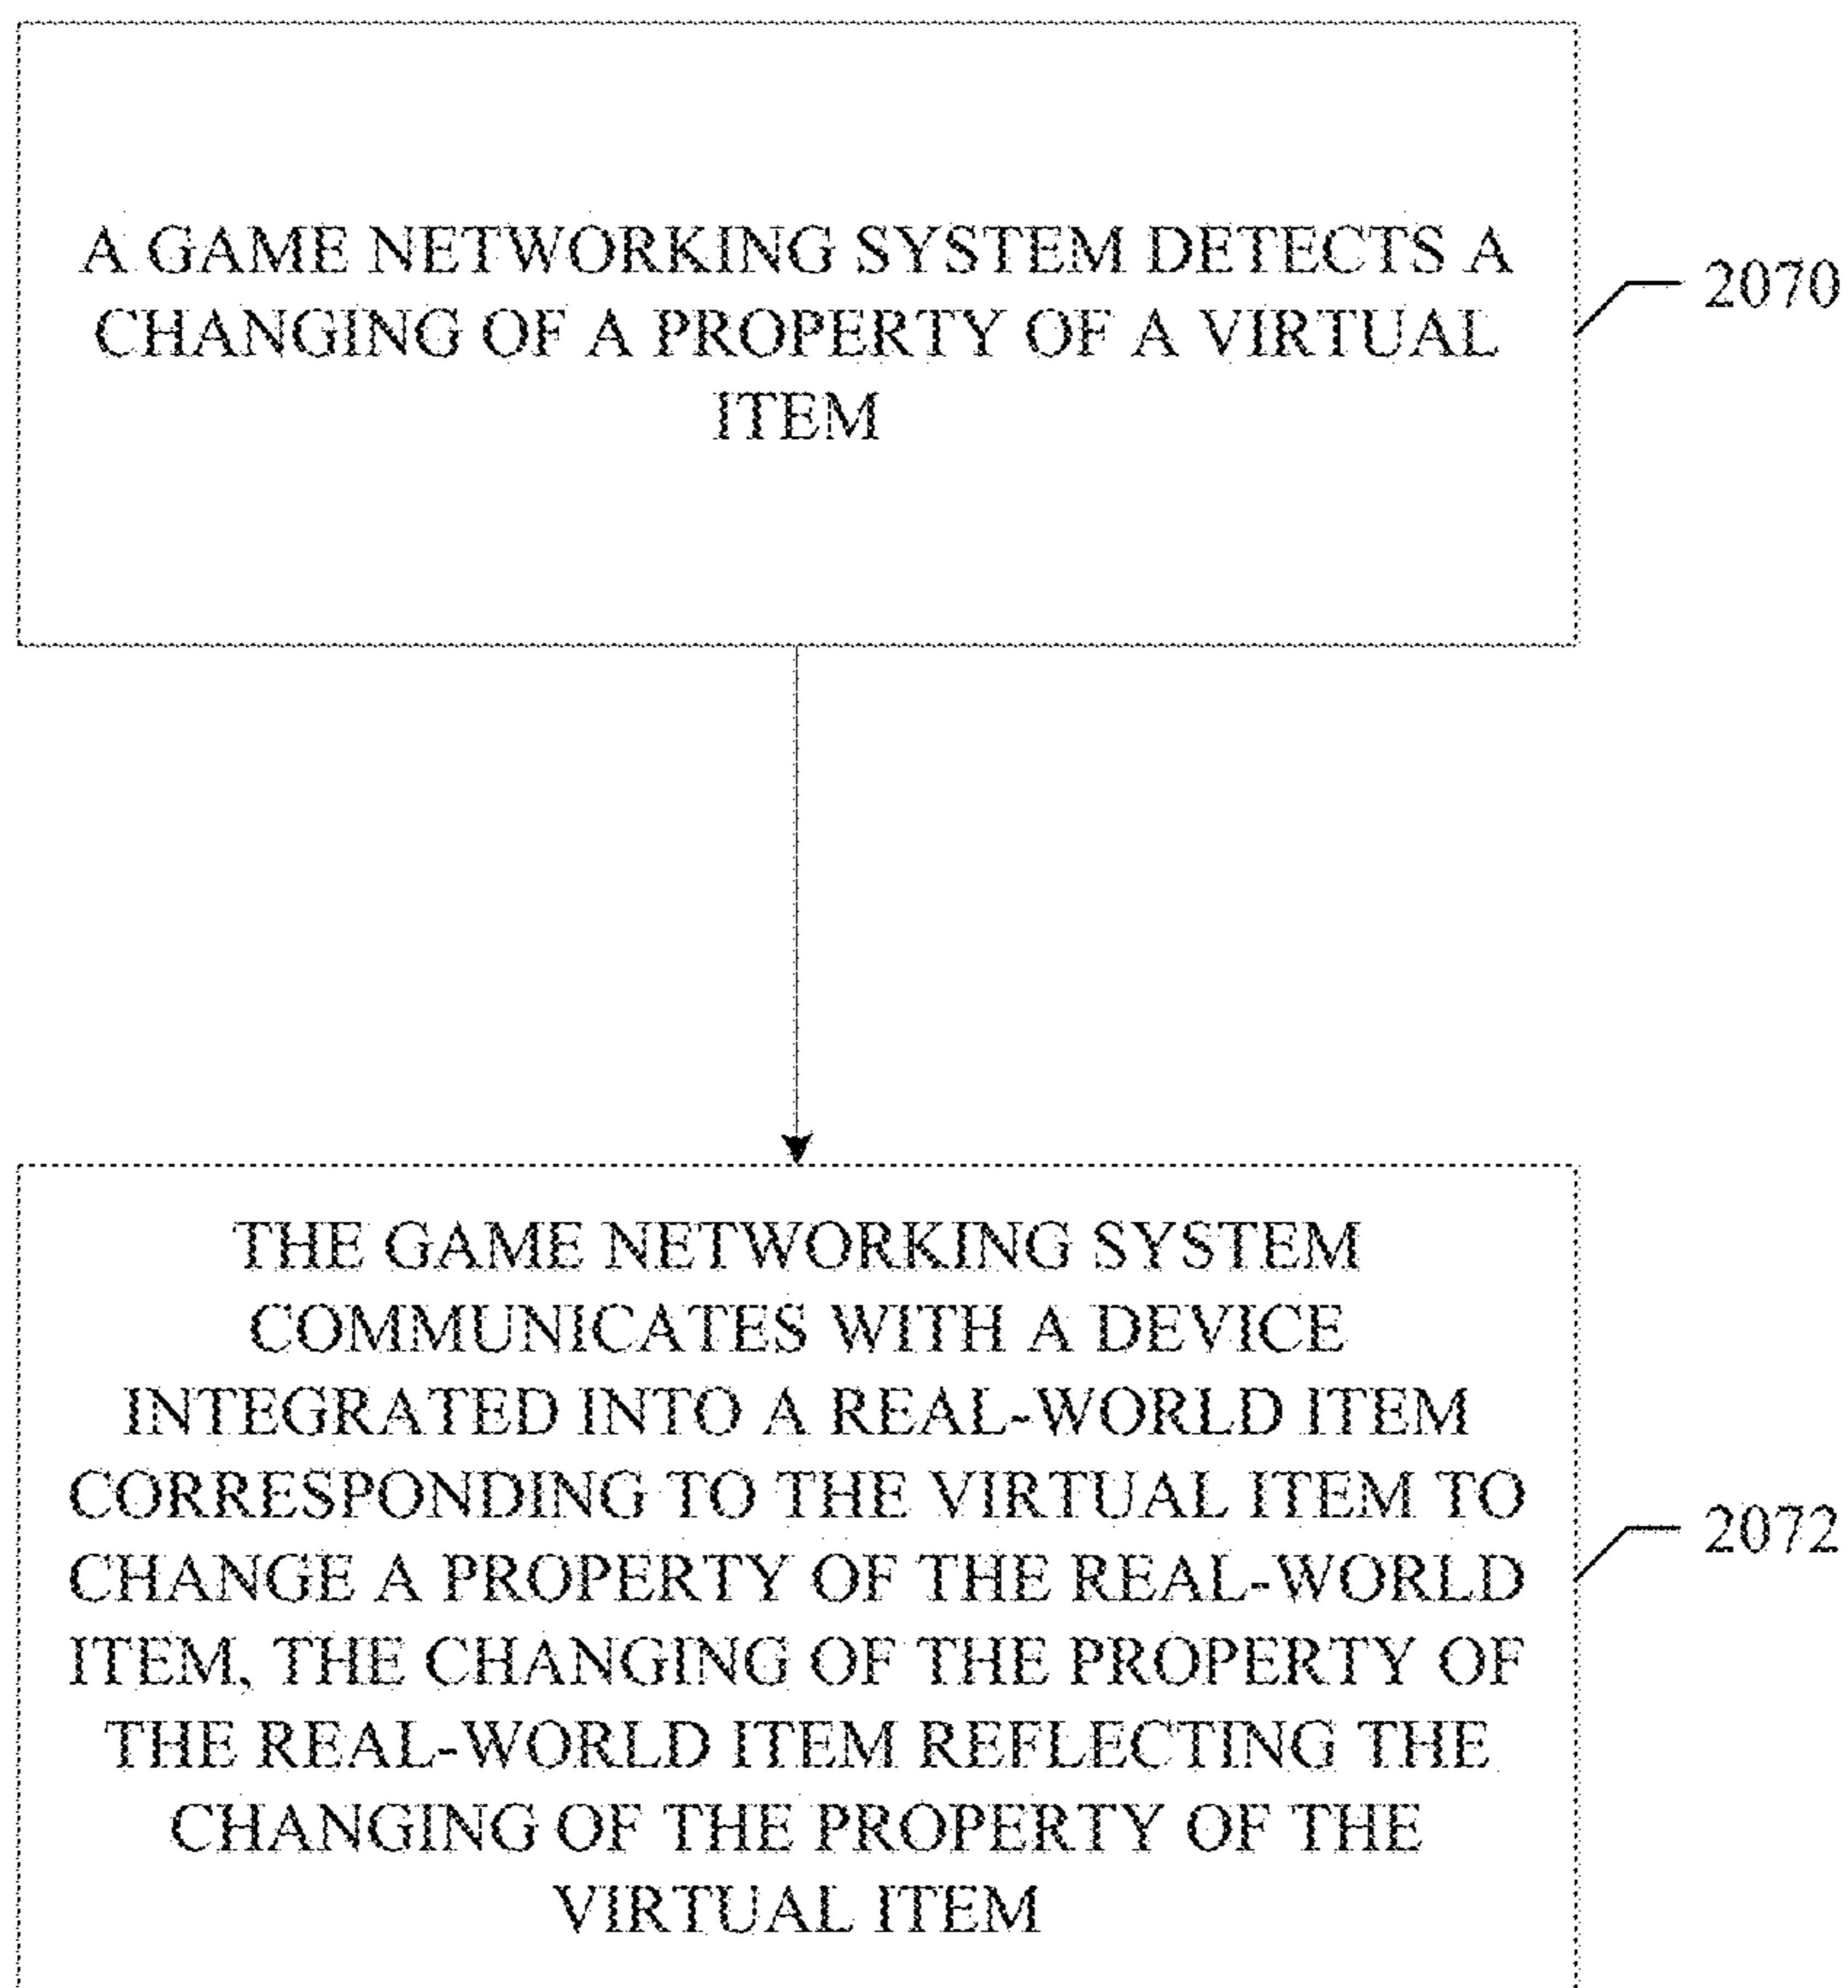 A GAME NETWORKING SYSTEM DETECTS A
CHANGING OF A PROPERTY OF A VIRTUAL
ITEM
2070
THE GAME NETWORKING SYSTEM
COMMUNICATES WITH A DEVICE
INTEGRATED INTO A REAL-WORLD ITEM
CORRESPONDING TO THE VIRTUAL ITEM TO
CHANGE A PROPERTY OF THE REAL-WORLD
ITEM, THE CHANGING OF THE PROPERTY OF
THE REAL-WORLD ITEM REFLECTING THE
CHANGING OF THE PROPERTY OF THE
VIRTUAL ITEM
2072